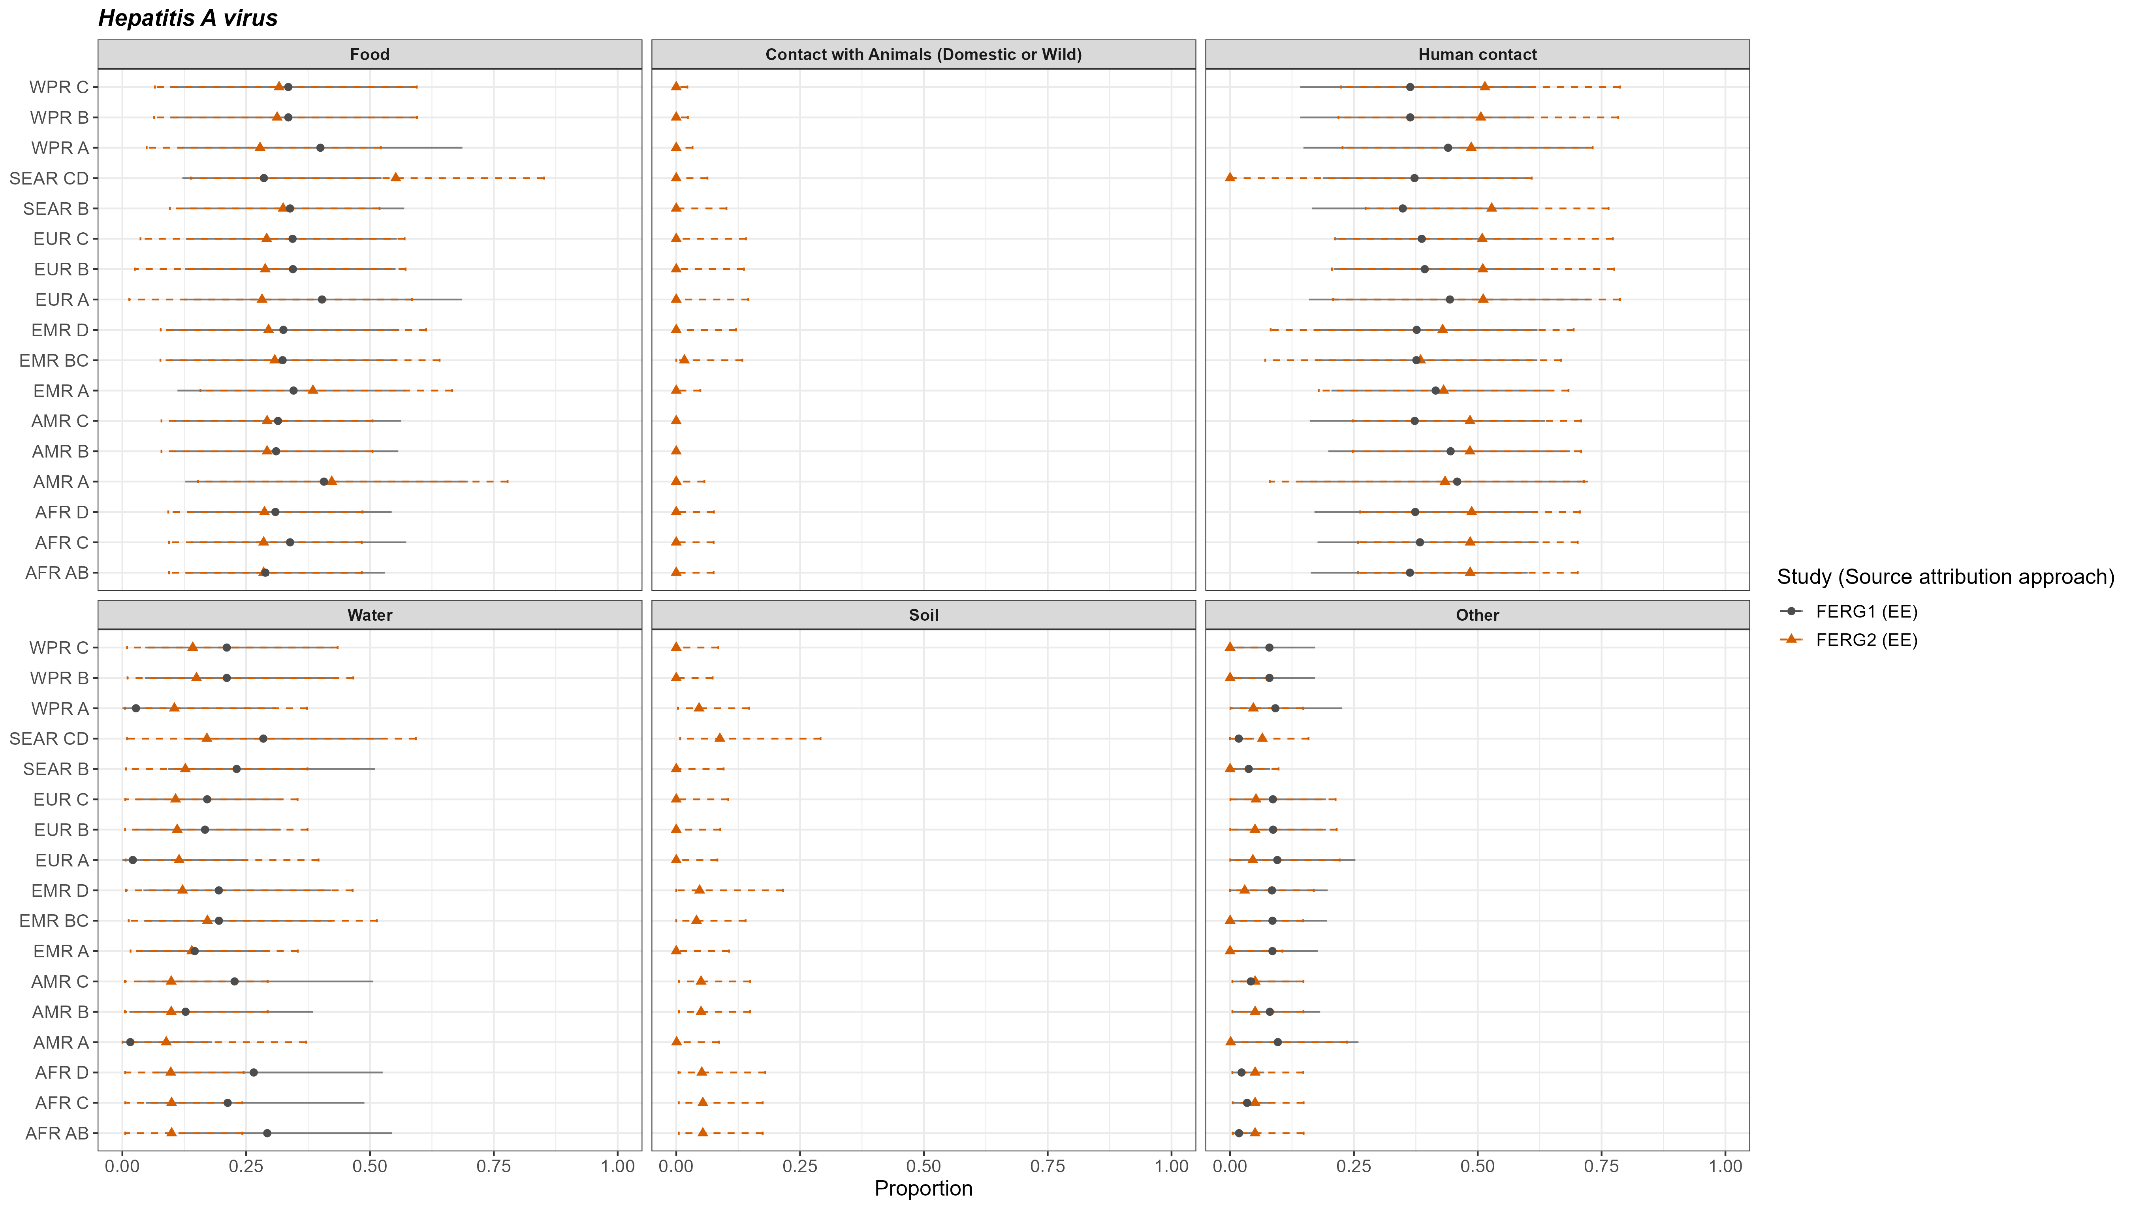 Hepatitis A virus
Food
Contact with Animals (Domestic or Wild)
Human contact
WPR C
WPR B
WPR A
SEAR CD
SEAR B
EUR C
EUR B
EUR A
EMR D
EMR BC
EMR A
AMR C
AMR B
AMR A
AFR D
AFR C
AFR AB
Water
Soil
Other
WPR C
WPR B
WPR A
SEAR CD
SEAR B
EUR C
EUR B
EUR A
EMR D
EMR BC
EMR A
AMR C
AMR B
AMR A
AFR D
AFR C
AFR AB
0.00 0.25 0.50 0.75 1.00
0.00 0.25 0.50 0.75 1.00
0.00 0.25 0.50 0.75 1.00
Proportion
Study (Source attribution approach)
FERG1 (EE)
FERG2 (EE)